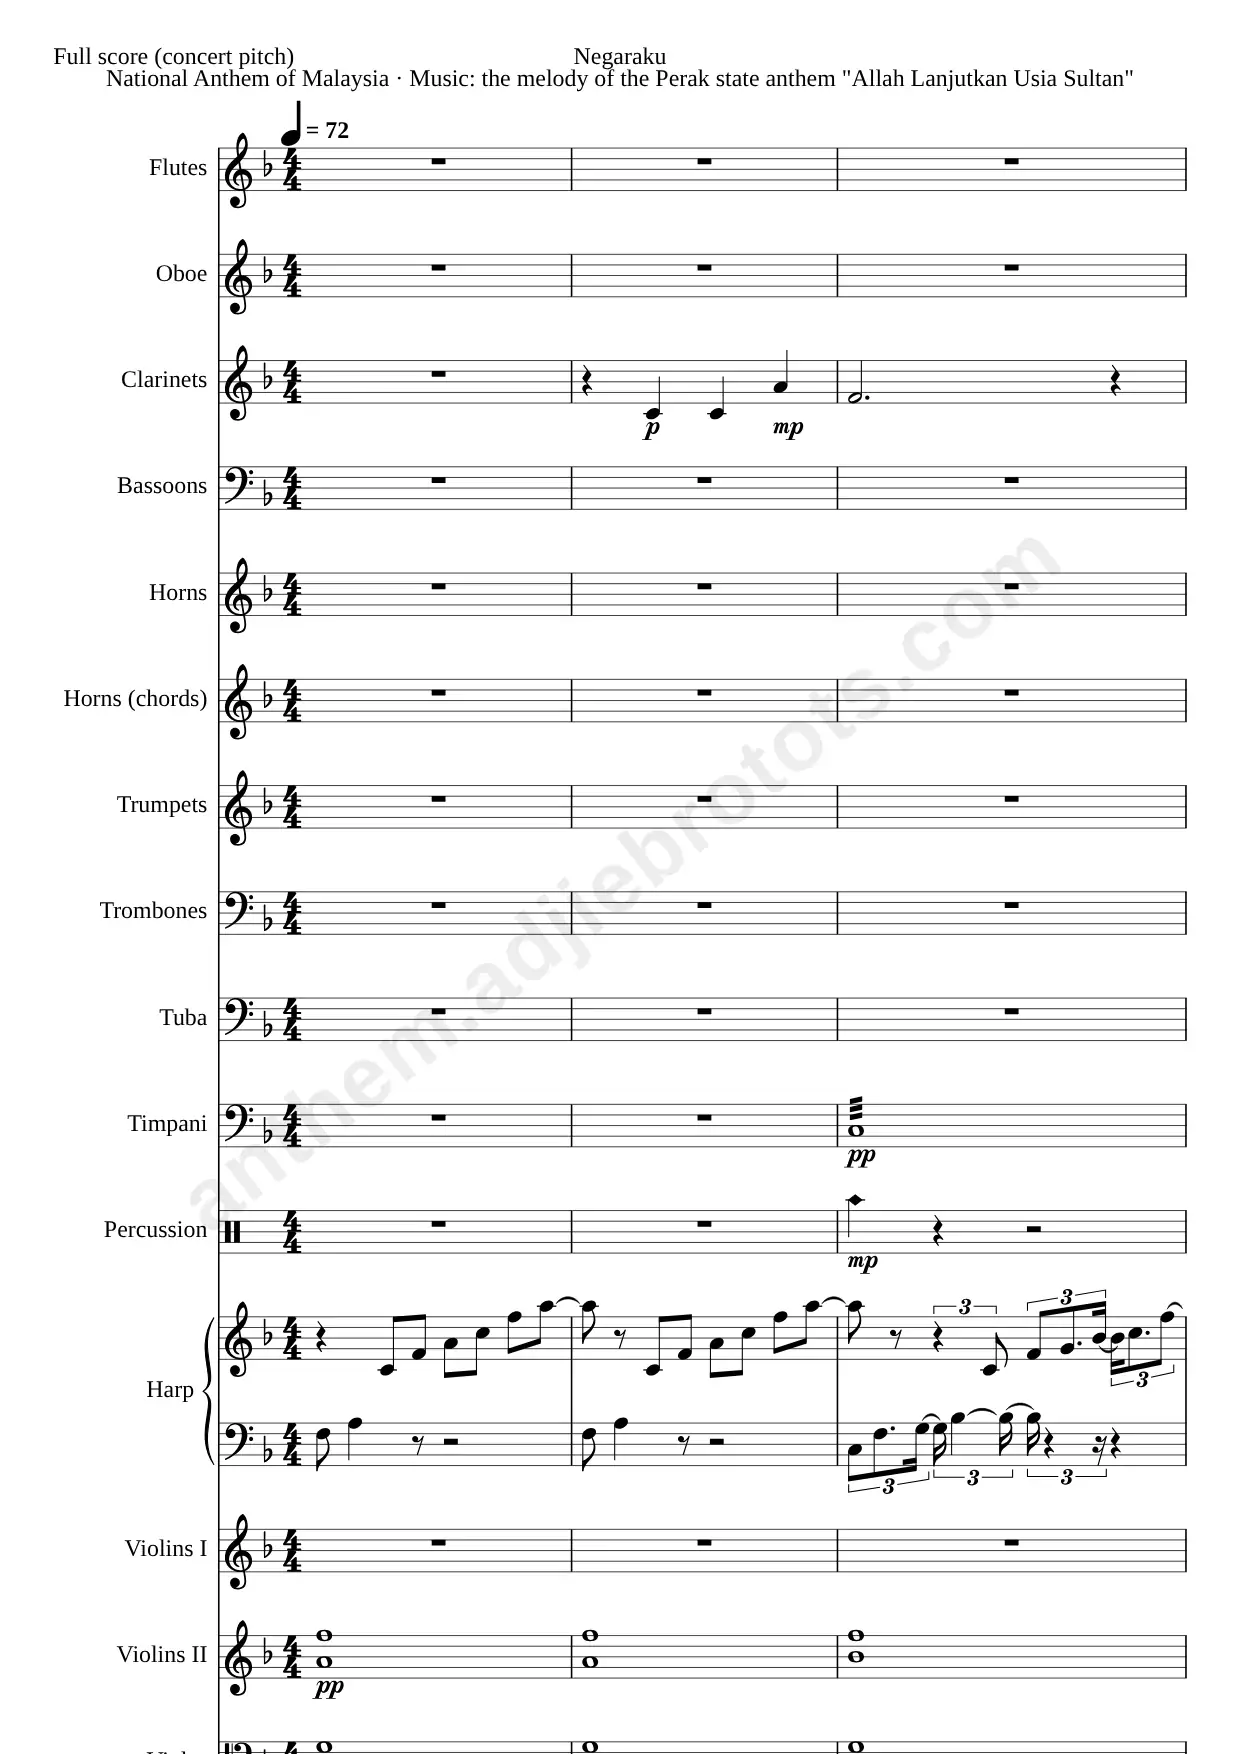 Full score (concert pitch)
Negaraku
National Anthem of Malaysia · Music: the melody of the Perak state anthem "Allah Lanjutkan Usia Sultan"
= 72
Flutes
Oboe
Clarinets
p mp
Bassoons
Horns
Horns (chords)
Trumpets
Trombones
Tuba
Timpani
pp
Percussion
mp
3 3
3
Harp
3 3 3
Violins I
Violins II
pp
anthem.adjiebrotots.com